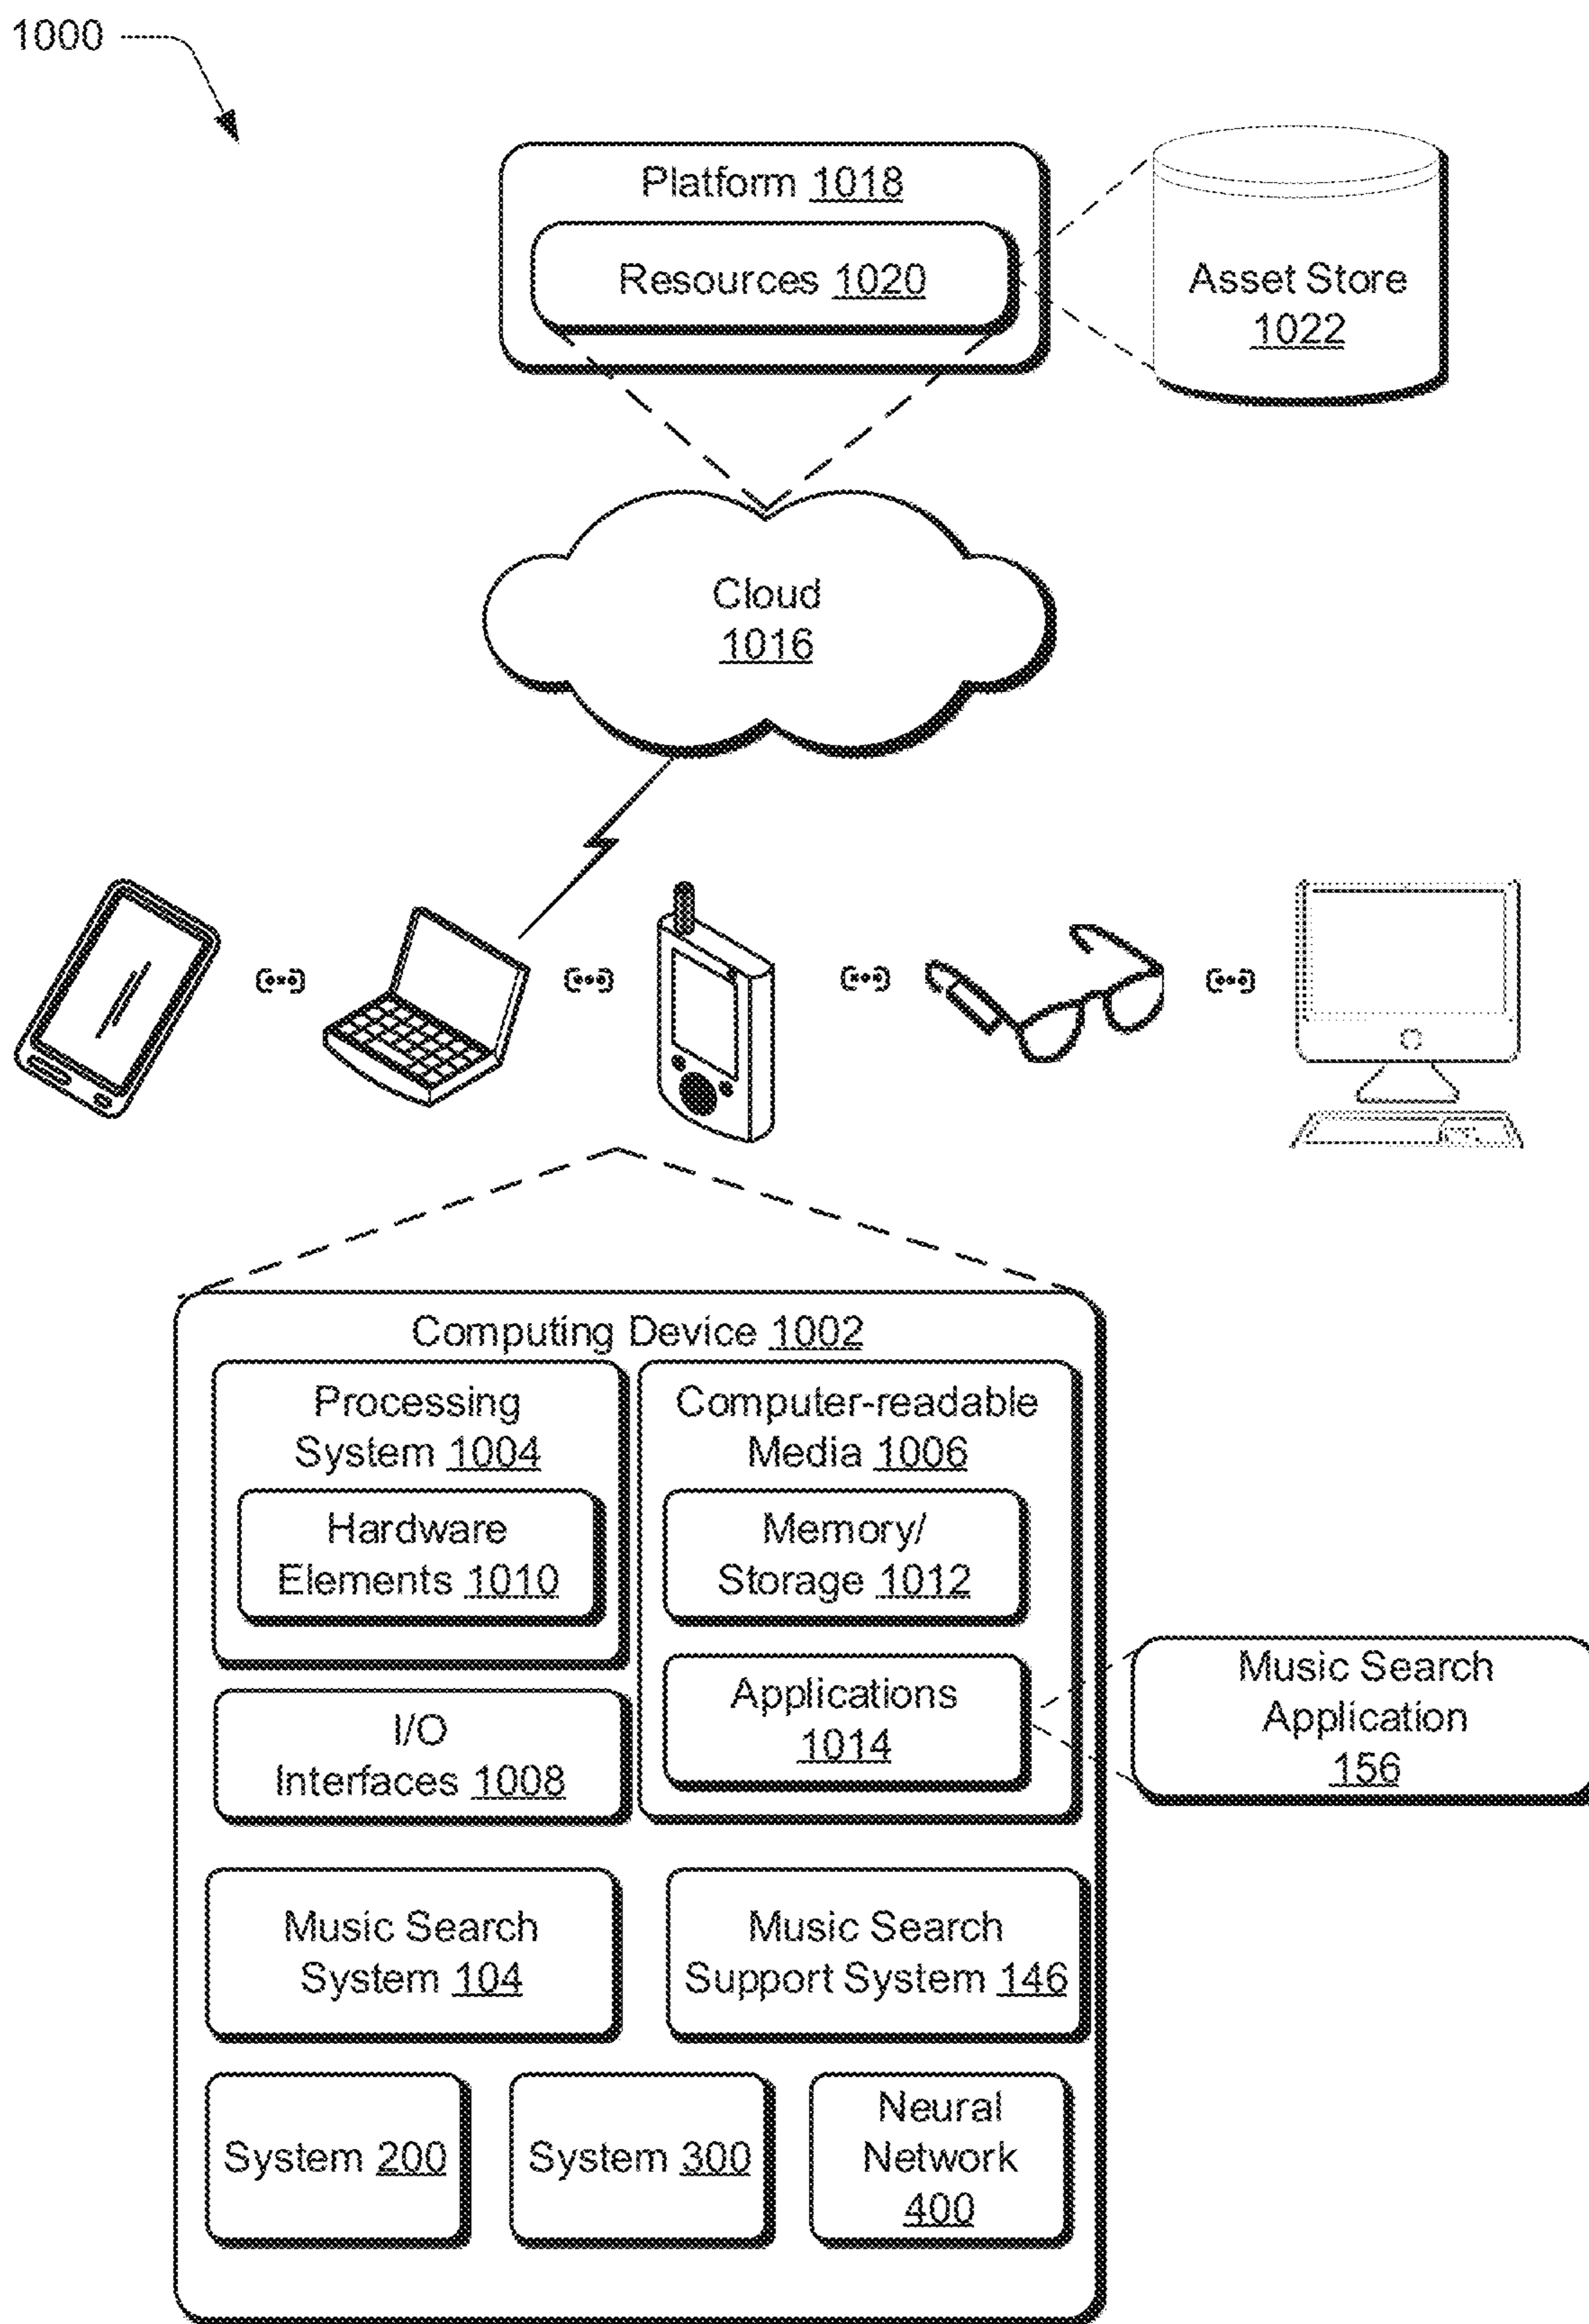 1000
Platform 1018
Resources 1020
Asset Store
1022
Cloud
1016
Computing Device 1002
Processing
System 1004
Hardware
Elements 1010
Computer-readable
Media 1006
Memory/
Storage 1012
Applications
1014
I/O
Interfaces 1008
Music Search
Application
156
Music Search
System 104
Music Search
Support System 146
System 200
System 300
Neural
Network
400